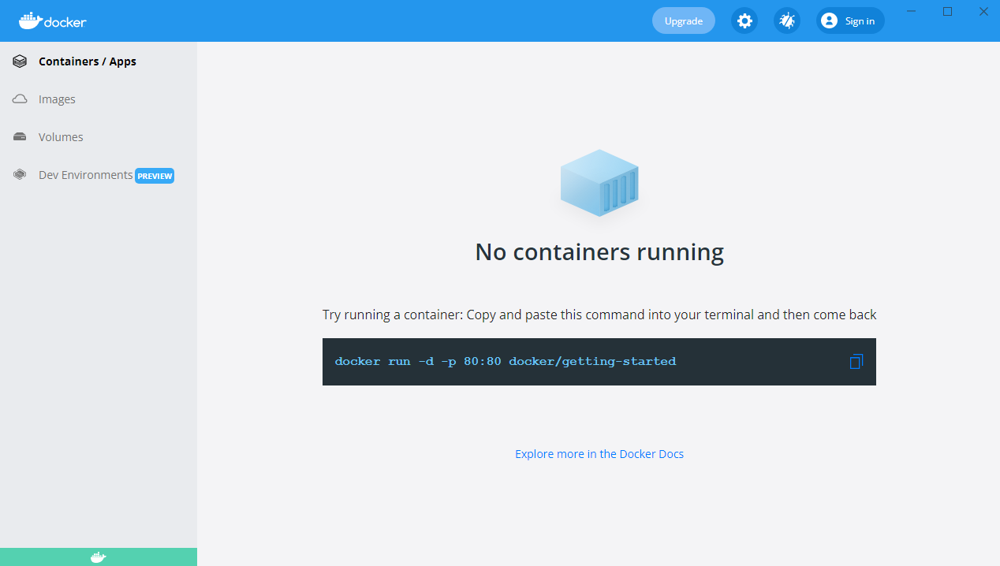 docker
Upgrade
Sign in
Containers / Apps
Images
Volumes
Dev Environments PREVIEW
No containers running
Try running a container: Copy and paste this command into your terminal and then come back
docker run -d -p 80:80 docker/getting-started
Explore more in the Docker Docs